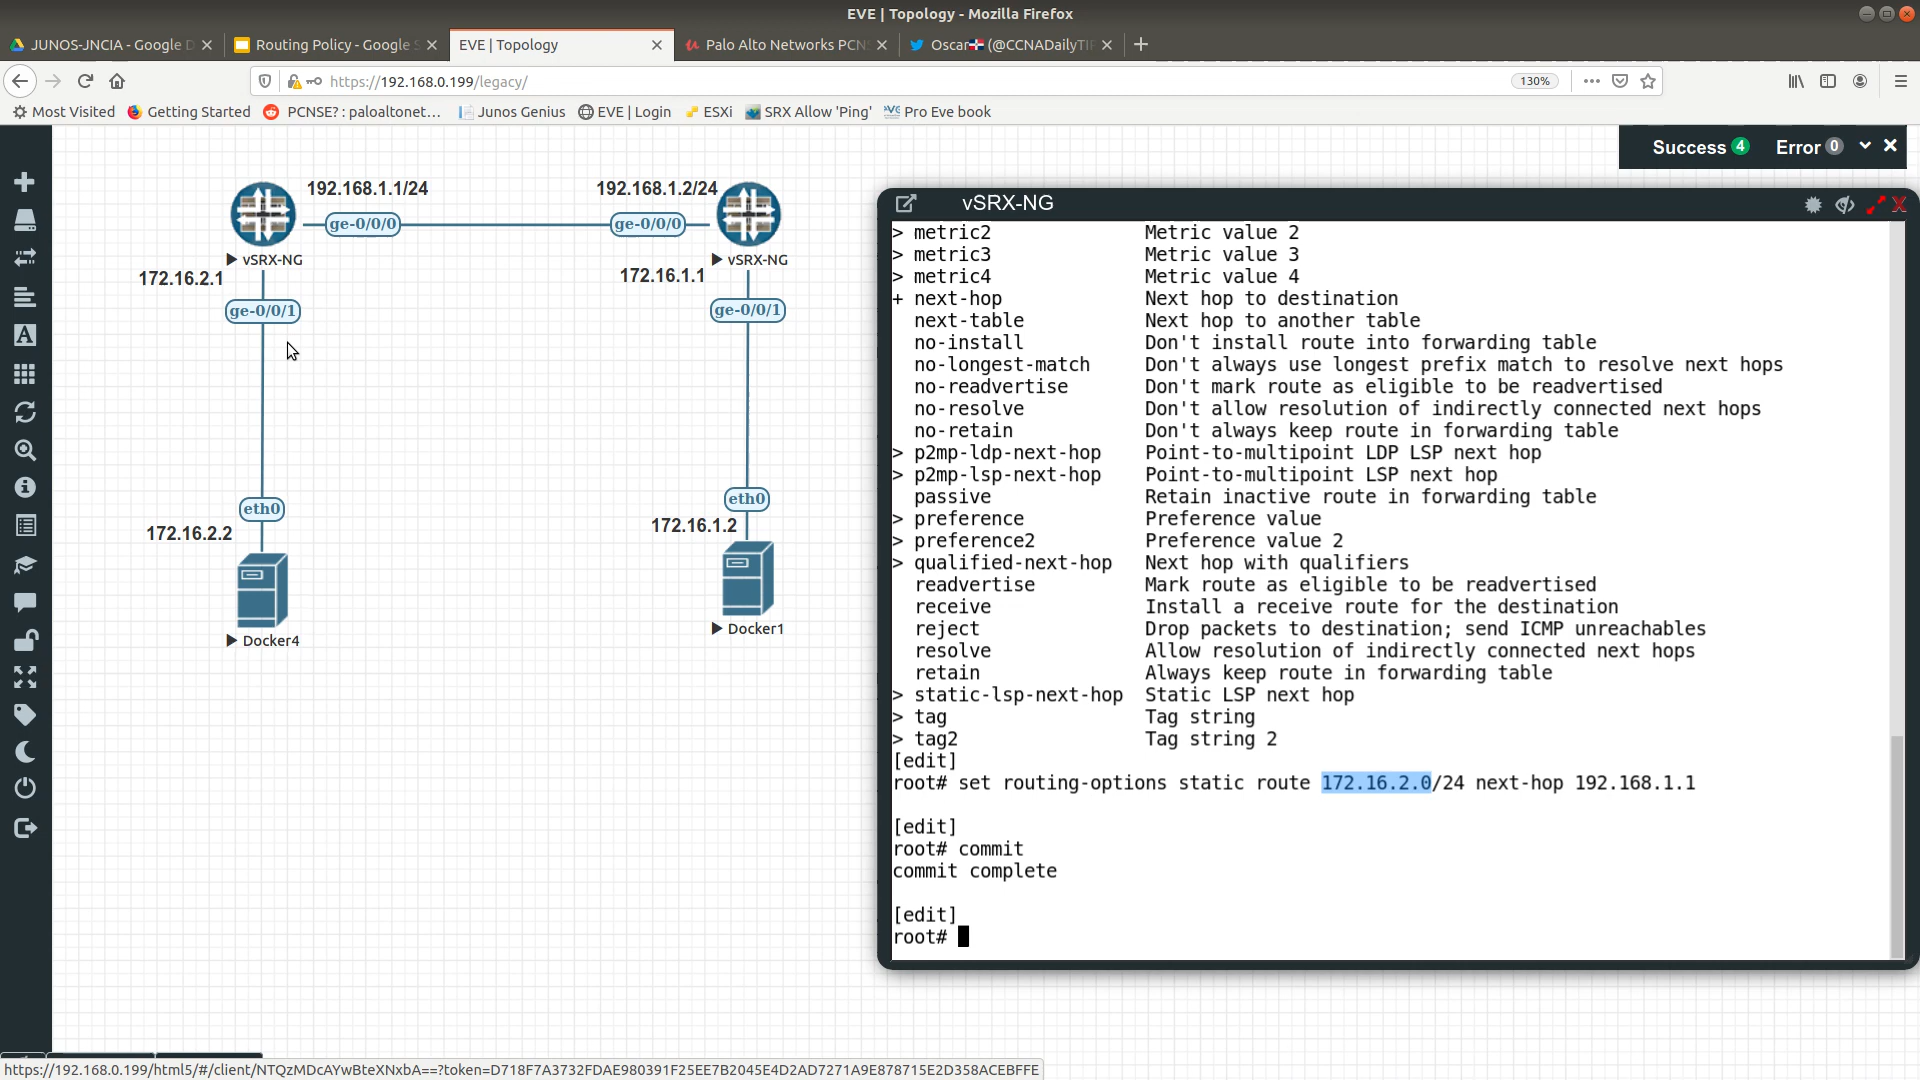 EVE | Topology - Mozilla Firefox
JUNOS-JNCIA - Google D
Routing Policy - Google S
EVE | Topology
Palo Alto Networks PCN
Oscar (@CCNADailyTI
https://192.168.0.199/legacy/
130%
Most Visited
Getting Started
PCNSE? : paloaltonet…
Junos Genius
EVE | Login
ESXi
SRX Allow 'Ping'
Pro Eve book
Success 4 Error 0
192.168.1.1/24
192.168.1.2/24
ge-0/0/0
ge-0/0/0
vSRX-NG
vSRX-NG
172.16.2.1
172.16.1.1
ge-0/0/1
ge-0/0/1
eth0
eth0
172.16.2.2
172.16.1.2
Docker4
Docker1
vSRX-NG
> metric2 Metric value 2
> metric3 Metric value 3
> metric4 Metric value 4
+ next-hop Next hop to destination
next-table Next hop to another table
no-install Don't install route into forwarding table
no-longest-match Don't always use longest prefix match to resolve next hops
no-readvertise Don't mark route as eligible to be readvertised
no-resolve Don't allow resolution of indirectly connected next hops
no-retain Don't always keep route in forwarding table
> p2mp-ldp-next-hop Point-to-multipoint LDP LSP next hop
> p2mp-lsp-next-hop Point-to-multipoint LSP next hop
passive Retain inactive route in forwarding table
> preference Preference value
> preference2 Preference value 2
> qualified-next-hop Next hop with qualifiers
readvertise Mark route as eligible to be readvertised
receive Install a receive route for the destination
reject Drop packets to destination; send ICMP unreachables
resolve Allow resolution of indirectly connected next hops
retain Always keep route in forwarding table
> static-lsp-next-hop Static LSP next hop
> tag Tag string
> tag2 Tag string 2
[edit]
root# set routing-options static route 172.16.2.0/24 next-hop 192.168.1.1
[edit]
root# commit
commit complete
[edit]
root#
https://192.168.0.199/html5/#/client/NTQzMDcAYwBteXNxbA==?token=D718F7A3732FDAE980391F25EE7B2045E4D2AD7271A9E878715E2D358ACEBFFE